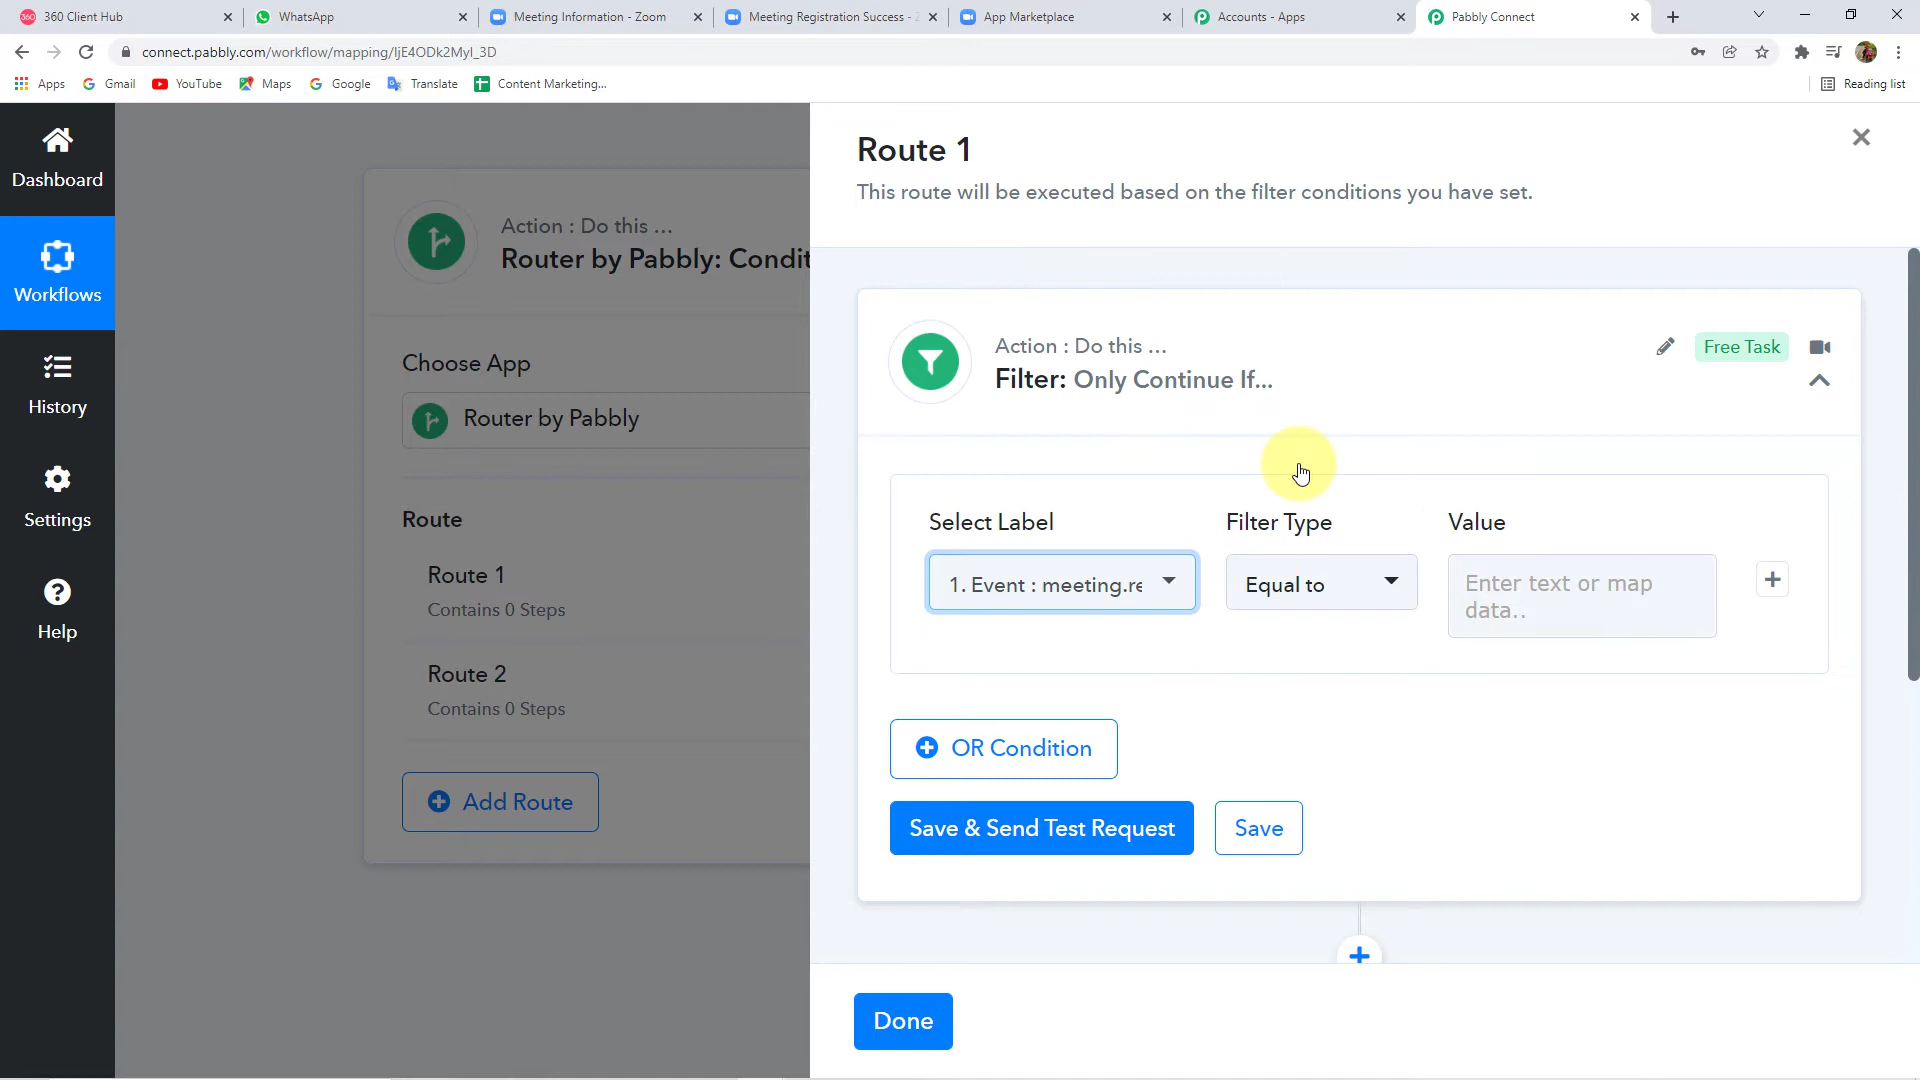 360 Client Hub
WhatsApp
Meeting Information - Zoom
Meeting Registration Success -
App Marketplace
Accounts - Apps
Pabbly Connect
connect.pabbly.com/workflow/mapping/IjE4ODk2MyI_3D
Apps
Gmail
YouTube
Maps
Google
Translate
Content Marketing...
Reading list
Dashboard
Workflows
History
Settings
Help
Action : Do this ...
Router by Pabbly: Condit
Choose App
Router by Pabbly
Route
Route 1
Contains 0 Steps
Route 2
Contains 0 Steps
Add Route
Route 1
This route will be executed based on the filter conditions you have set.
Action : Do this ...
Filter: Only Continue If...
Free Task
Select Label
Filter Type
Value
1. Event : meeting.re
Equal to
Enter text or map
data..
OR Condition
Save & Send Test Request
Save
Done